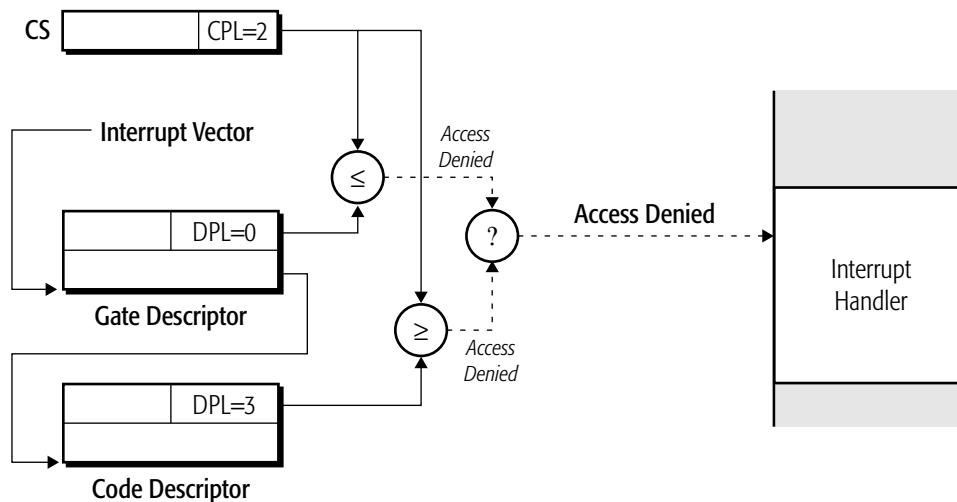 CS
CPL=2
Interrupt Vector
Access
Denied
≤
DPL=0
?
Access Denied
Interrupt
Handler
Gate Descriptor
≥
Access
Denied
DPL=3
Code Descriptor